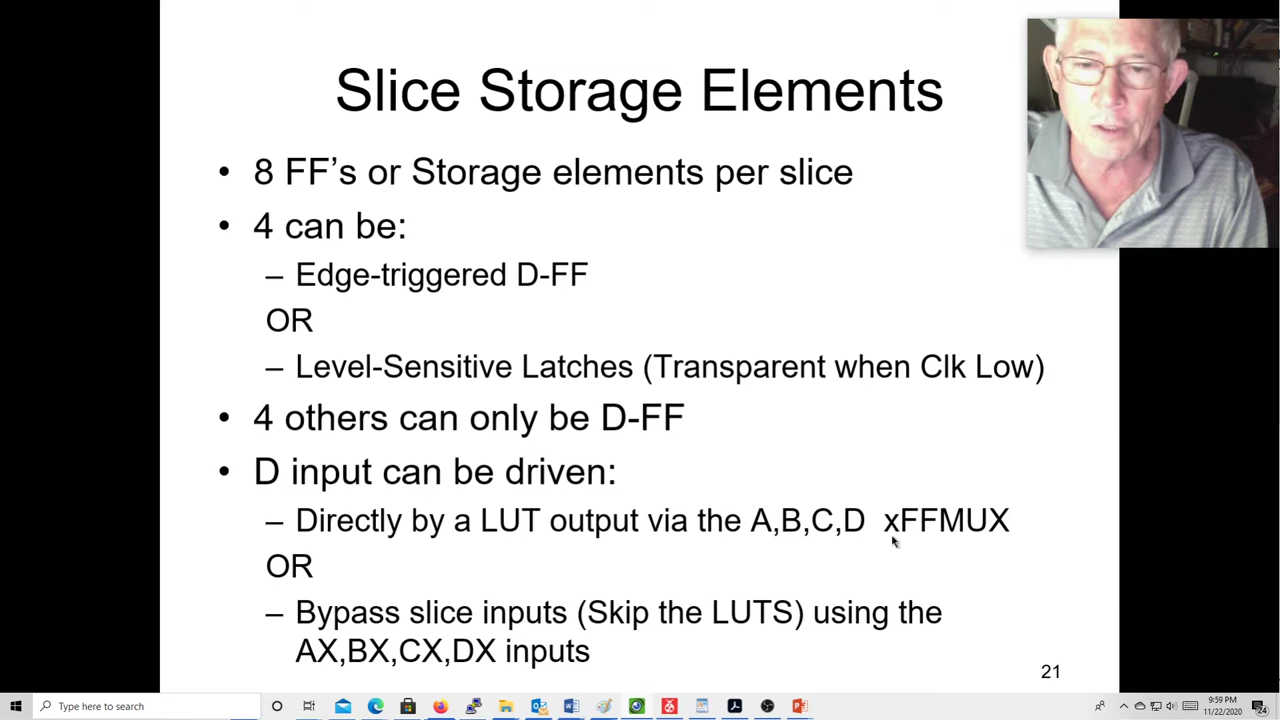 Slice Storage Elements
• 8 FF's or Storage elements per slice
• 4 can be:
– Edge-triggered D-FF
OR
– Level-Sensitive Latches (Transparent when Clk Low)
• 4 others can only be D-FF
• D input can be driven:
– Directly by a LUT output via the A,B,C,D xFFMUX
OR
– Bypass slice inputs (Skip the LUTS) using the
AX,BX,CX,DX inputs
21
Type here to search
9:59 PM
11/22/2020
24